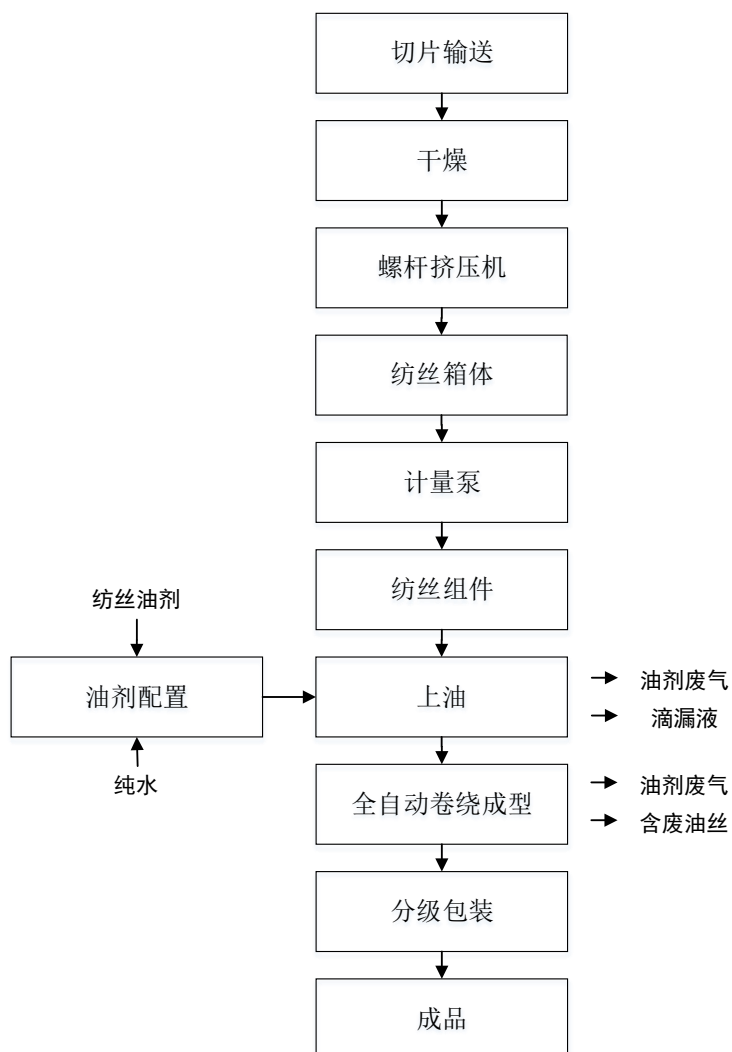 切片输送
干燥
螺杆挤压机
纺丝箱体
计量泵
纺丝组件
纺丝油剂
油剂配置
上油
油剂废气
滴漏液
纯水
全自动卷绕成型
油剂废气
含废油丝
分级包装
成品